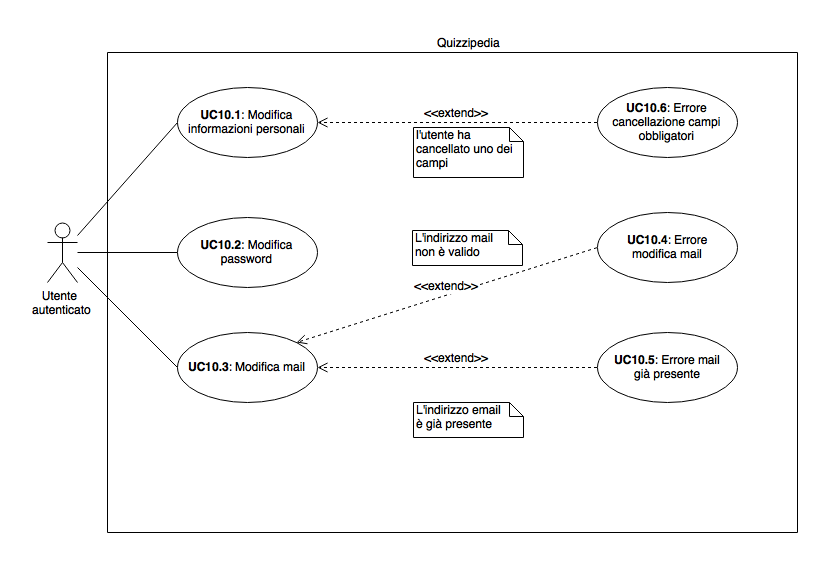 Quizzipedia
UC10.1: Modifica
informazioni personali
<<extend>>
l'utente ha
cancellato uno dei
campi
UC10.6: Errore
cancellazione campi
obbligatori
Utente
autenticato
UC10.2: Modifica
password
L'indirizzo mail
non è valido
<<extend>>
UC10.4: Errore
modifica mail
UC10.3: Modifica mail
<<extend>>
L'indirizzo email
è già presente
UC10.5: Errore mail
già presente